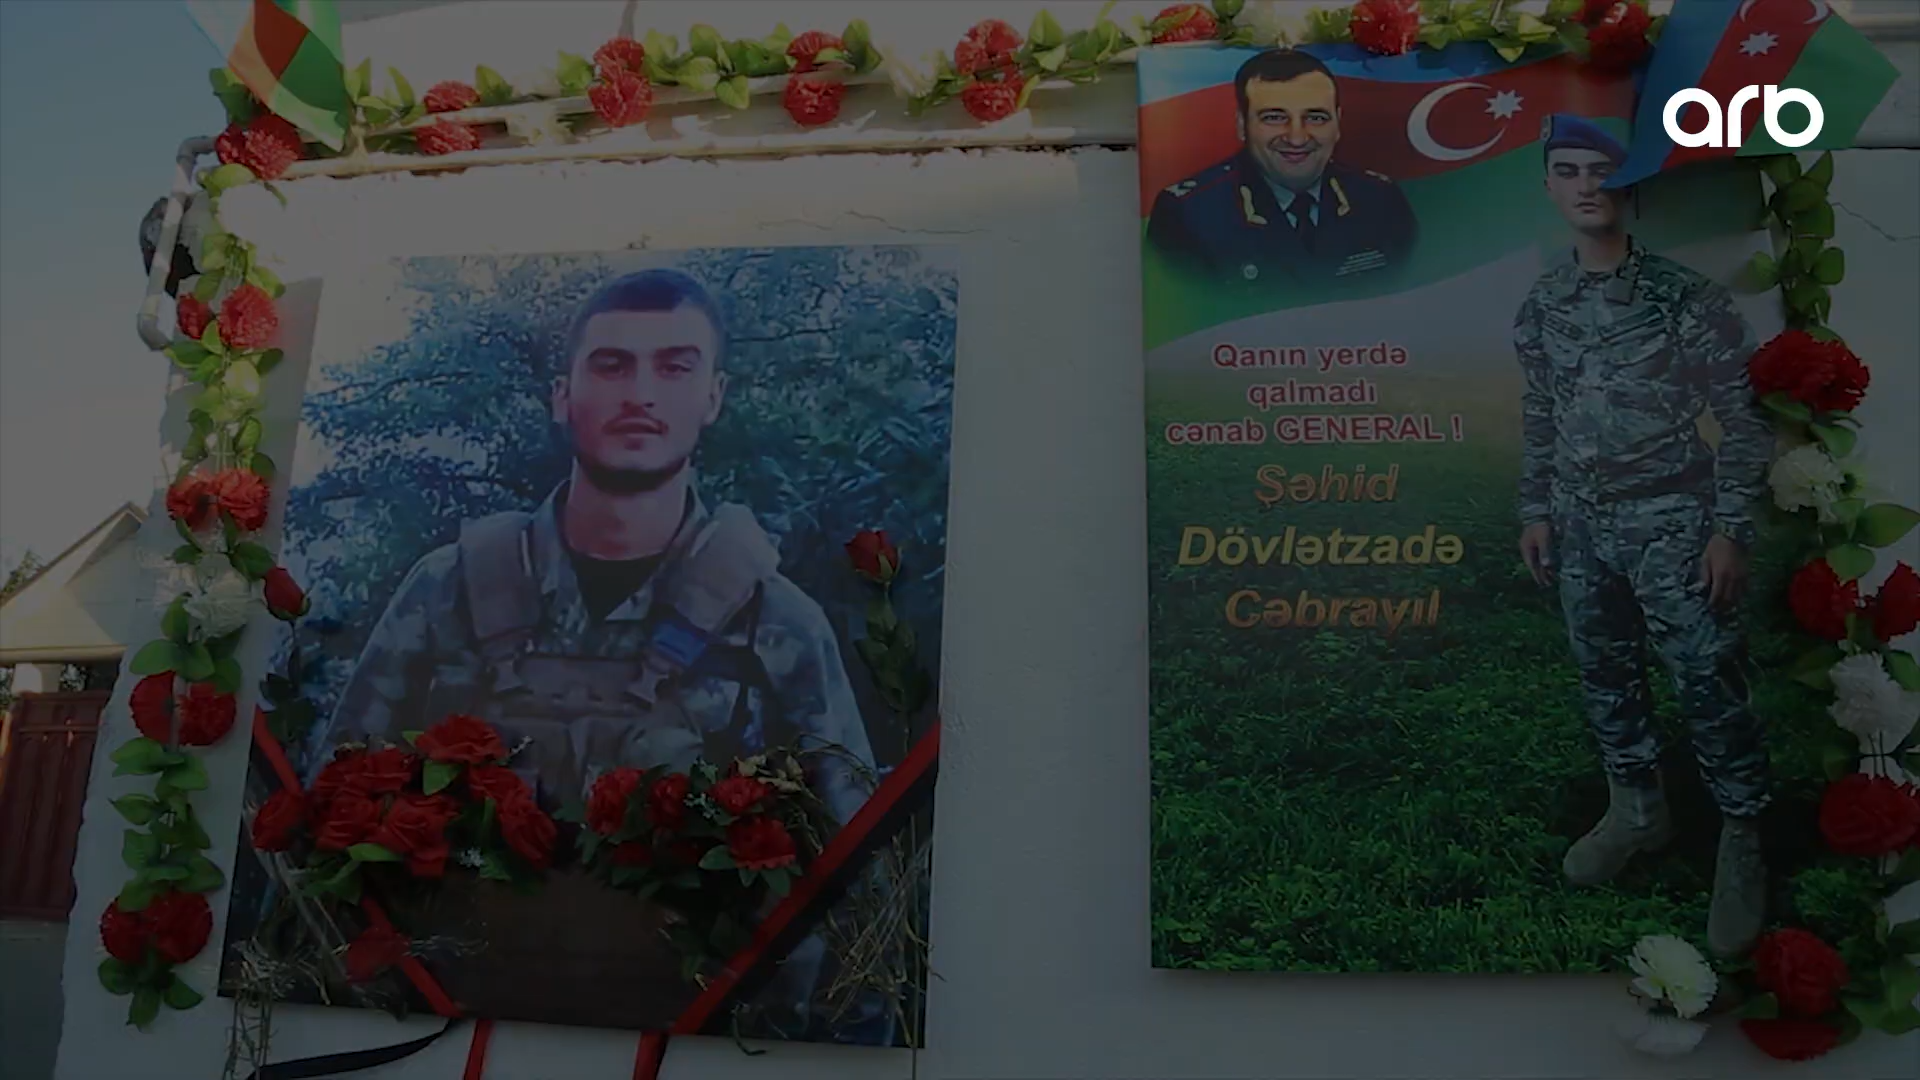 arb
Qanın yerdə
qalmadı
cənab GENERAL !
Şəhid
Dövlətzadə
Cəbrayıl